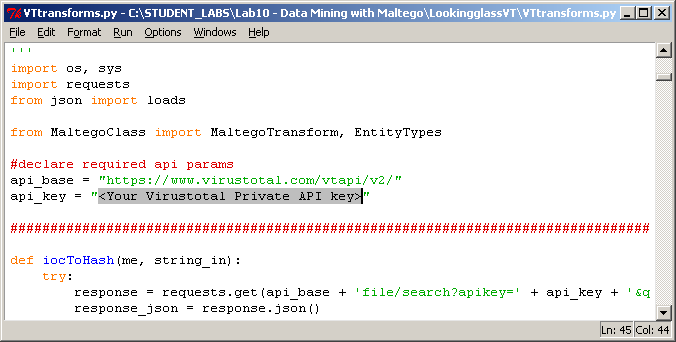 VTtransforms.py - C:\STUDENT_LABS\Lab10 - Data Mining with Maltego\LookingglassVT\VTtransforms.py
File Edit Format Run Options Windows Help
'''
import os, sys
import requests
from json import loads
from MaltegoClass import MaltegoTransform, EntityTypes
#declare required api params
api_base = "https://www.virustotal.com/vtapi/v2/"
api_key = "<Your Virustotal Private API key>"
################################################################################
def iocToHash(me, string_in):
try:
response = requests.get(api_base + 'file/search?apikey=' + api_key + '&q
response_json = response.json()
Ln: 45 Col: 44